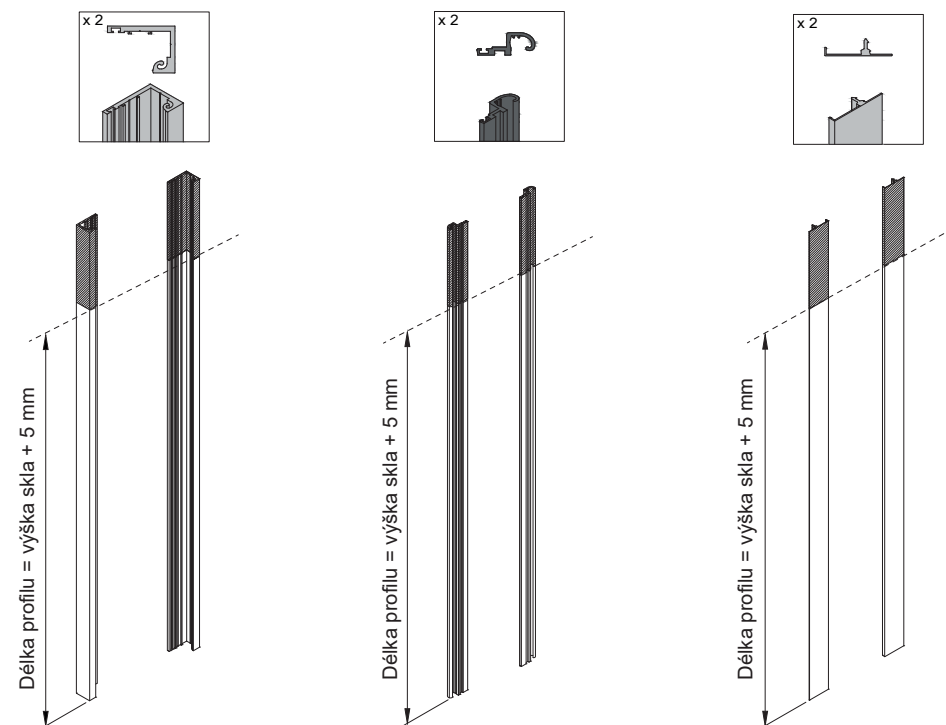 x 2
x 2
x 2
Délka profilu = výška skla + 5 mm
Délka profilu = výška skla + 5 mm
Délka profilu = výška skla + 5 mm